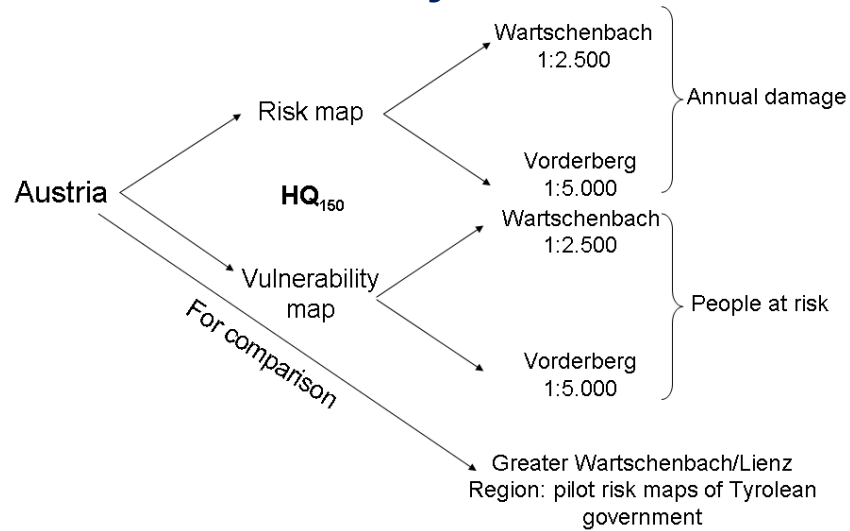 Wartschenbach
1:2.500
Annual damage
Risk map
Vorderberg
1:5.000
Austria
HQ150
Wartschenbach
1:2.500
Vulnerability
map
People at risk
For comparison
Vorderberg
1:5.000
Greater Wartschenbach/Lienz
Region: pilot risk maps of Tyrolean
government